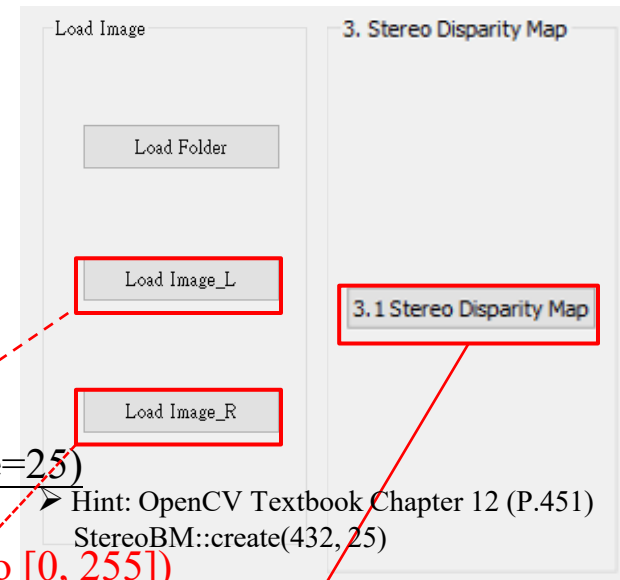 Load Image
3. Stereo Disparity Map
Load Folder
Load Image_L
3.1 Stereo Disparity Map
Load Image_R
=25)
➢ Hint: OpenCV Textbook Chapter 12 (P.451)
StereoBM::create(432, 25)
[0, 255])